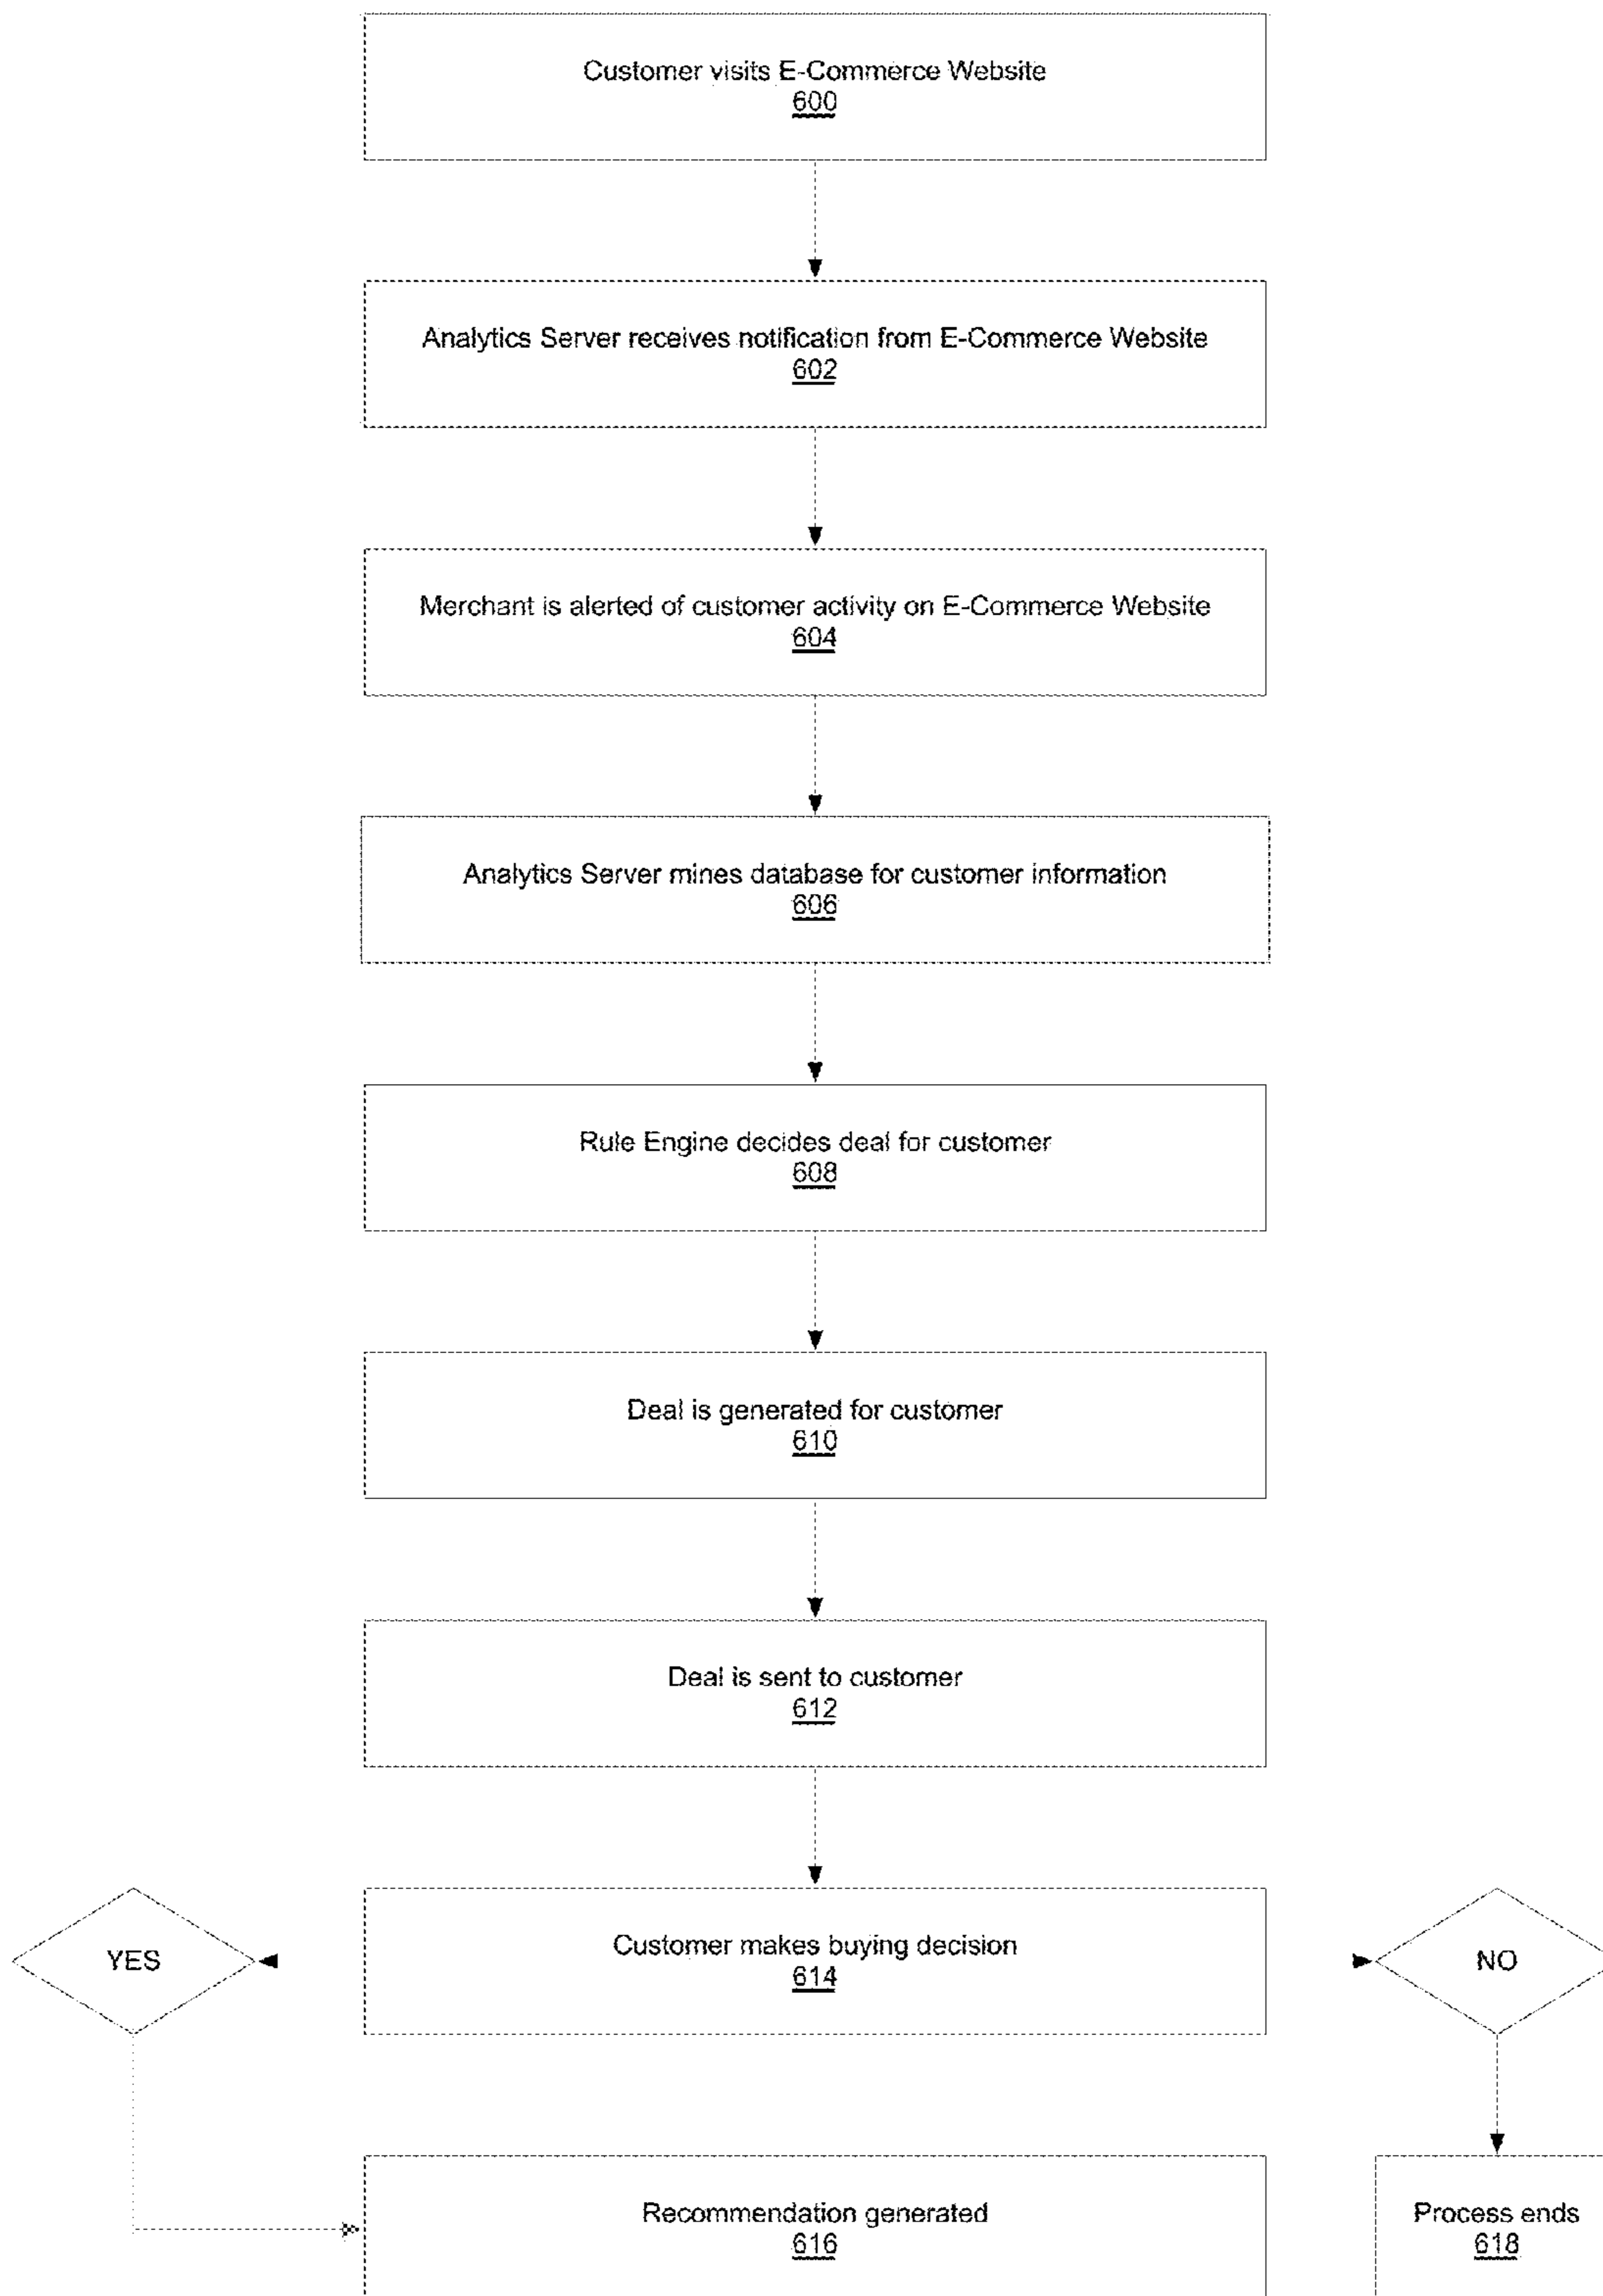 Customer visits E-Commerce Website
600
Analytics Server receives notification from E-Commerce Website
602
Merchant is alerted of customer activity on E-Commerce Website
604
Analytics Server mines database for customer information
606
Rule Engine decides deal for customer
608
Deal is generated for customer
610
Deal is sent to customer
612
YES
Customer makes buying decision
614
NO
Recommendation generated
616
Process ends
618